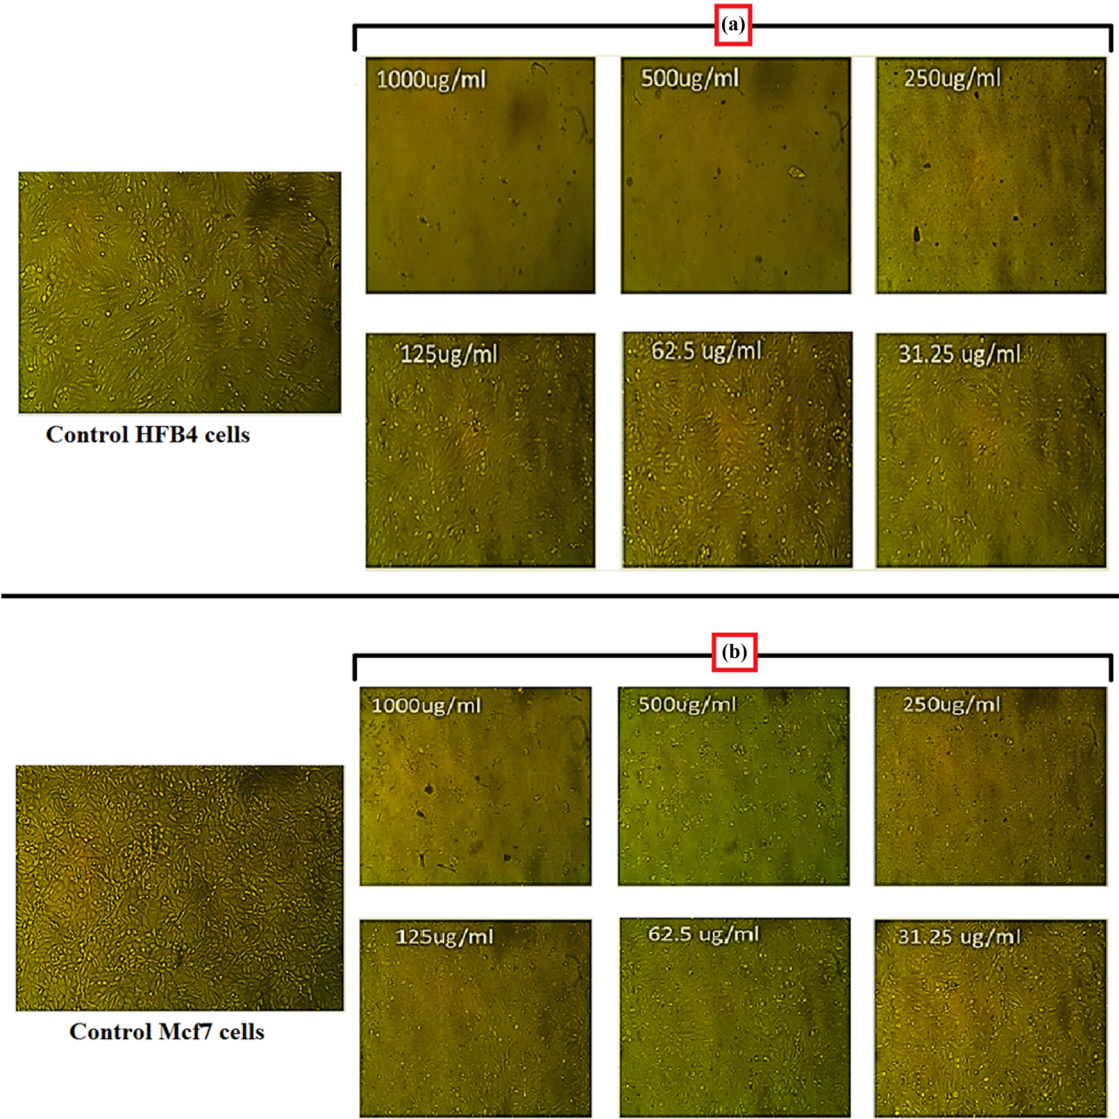 (a)
1000ug/ml
500ug/ml
250ug/ml
125ug/ml
62.5 ug/ml
31.25 ug/ml
Control HFB4 cells
(b)
1000ug/ml
500ug/ml
250ug/ml
125ug/ml
62.5 ug/ml
31.25 ug/ml
Control Mcf7 cells